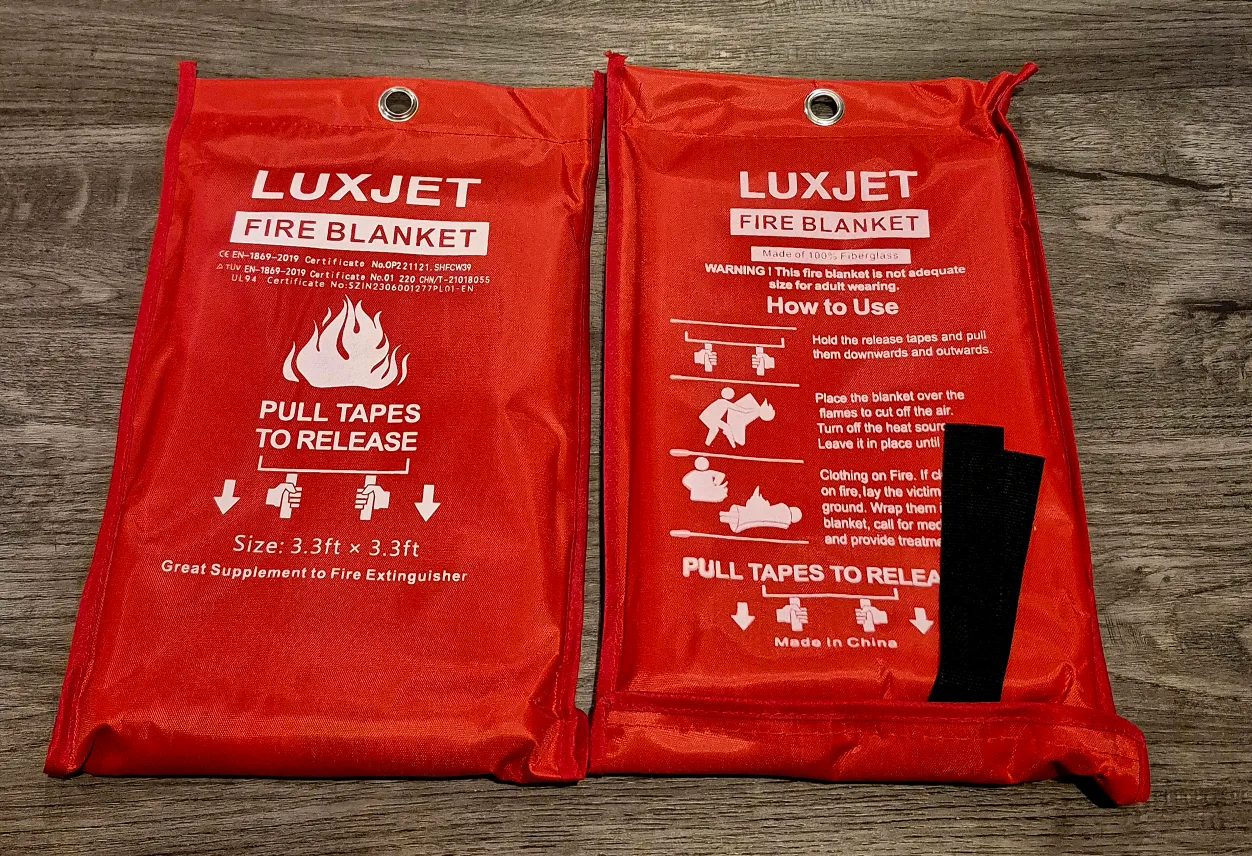 LUXJET
FIRE BLANKET
CE EN-1869-2019 Certificate No.OP221121.SHFCW39
TÜV EN-1869-2019 Certificate No.01 220 CHN/T-21018055
UL94 Certificate No:SZIN2306001277PL01-EN
PULL TAPES
TO RELEASE
Size: 3.3ft × 3.3ft
Great Supplement to Fire Extinguisher
LUXJET
FIRE BLANKET
Made of 100% Fiberglass
WARNING ! This fire blanket is not adequate
size for adult wearing.
How to Use
Hold the release tapes and pull
them downwards and outwards.
Place the blanket over the
flames to cut off the air.
Turn off the heat sourc
Leave it in place until
Clothing on Fire. If cl
on fire, lay the victim
ground. Wrap them i
blanket, call for med
and provide treatme
PULL TAPES TO RELEA
Made In China